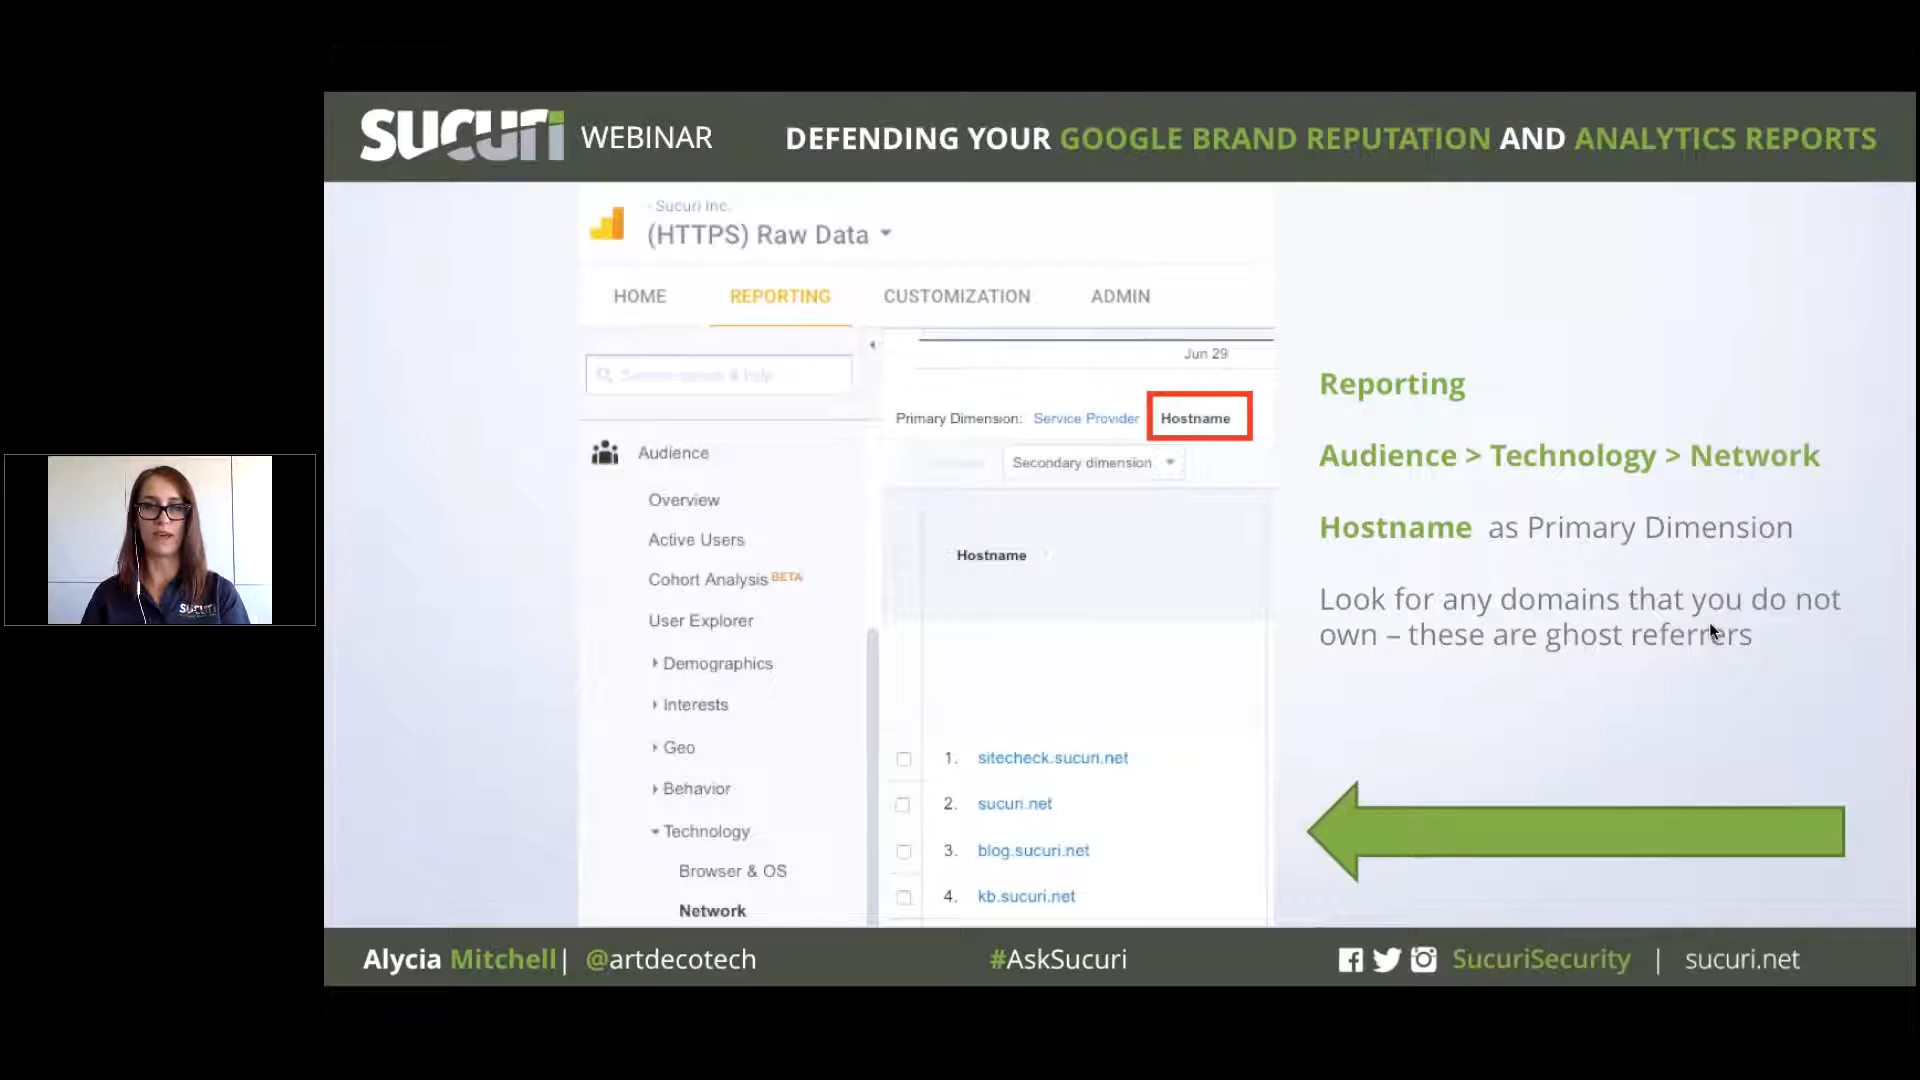 SUCURi WEBINAR DEFENDING YOUR GOOGLE BRAND REPUTATION AND ANALYTICS REPORTS
- Sucuri Inc.
(HTTPS) Raw Data
HOME REPORTING CUSTOMIZATION ADMIN
Jun 29
Primary Dimension: Service Provider Hostname
Secondary dimension
Audience
Overview
Active Users
Cohort Analysis BETA
User Explorer
Demographics
Interests
Geo
Behavior
Technology
Browser & OS
Network
Hostname
1. sitecheck.sucuri.net
2. sucuri.net
3. blog.sucuri.net
4. kb.sucuri.net
Reporting
Audience > Technology > Network
Hostname as Primary Dimension
Look for any domains that you do not
own – these are ghost referrers
SUCURI
Alycia Mitchell| @artdecotech #AskSucuri SucuriSecurity | sucuri.net